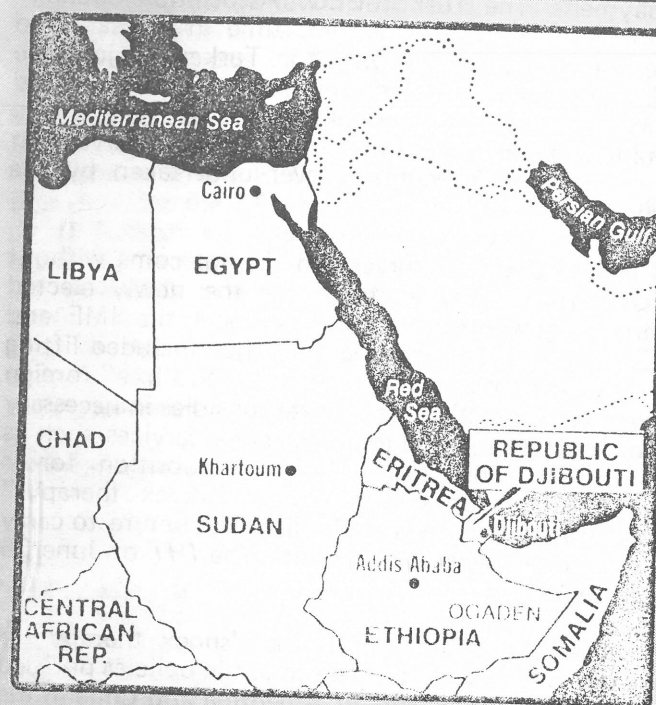 Mediterranean Sea
Cairo
Persian Gulf
LIBYA
EGYPT
Red
Sea
CHAD
REPUBLIC
OF DJIBOUTI
Khartoum
ERITREA
SUDAN
Djibouti
Addis Ababa
OGADEN
CENTRAL
AFRICAN
REP.
ETHIOPIA
SOMALIA